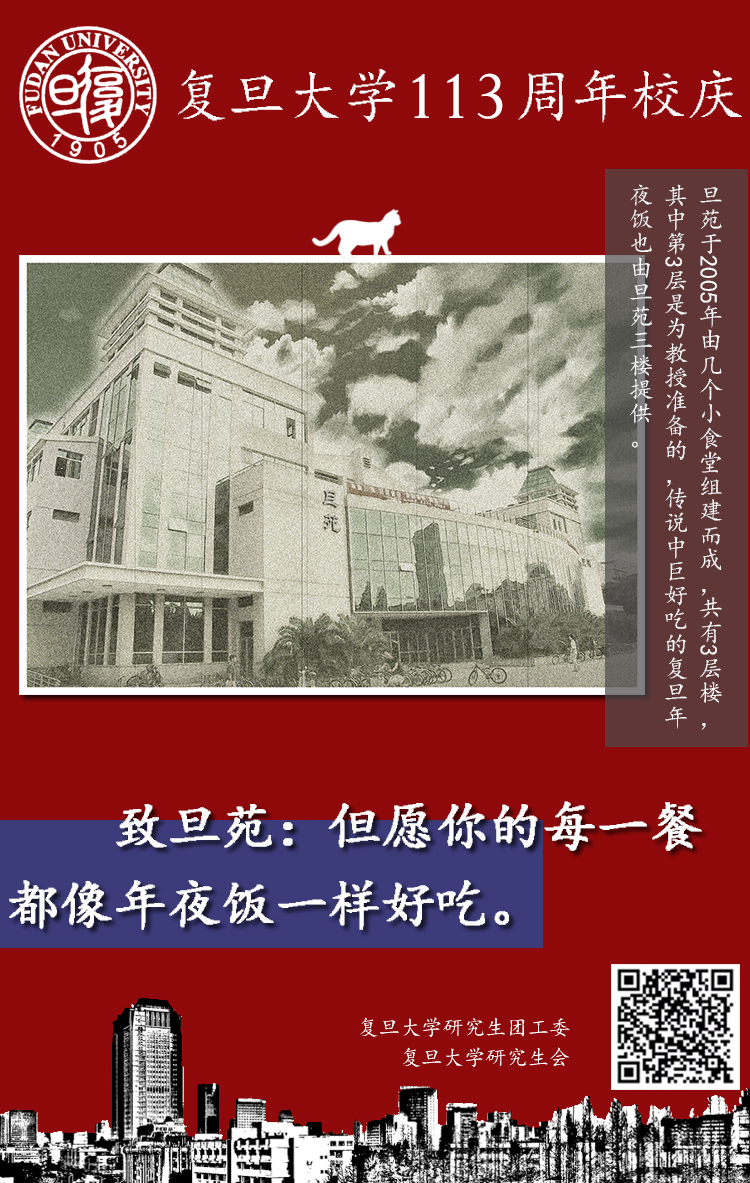 FUDAN UNIVERSITY
1905
复旦大学113周年校庆
旦苑于2005年由几个小食堂组建而成,共有3层楼,
其中第3层是为教授准备的,传说中巨好吃的复旦年
夜饭也由旦苑三楼提供。
旦苑
致旦苑：但愿你的每一餐
都像年夜饭一样好吃。
复旦大学研究生团工委
复旦大学研究生会